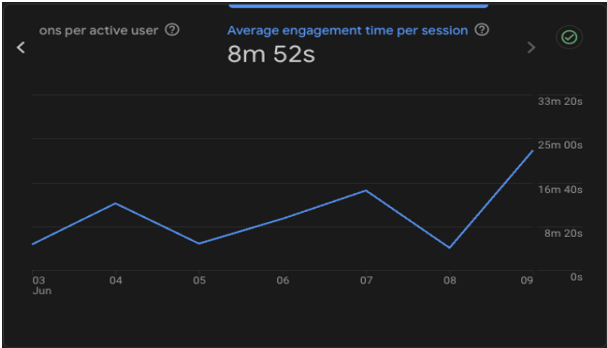 ons per active user
Average engagement time per session
8m 52s
33m 20s
25m 00s
16m 40s
8m 20s
0s
03 04 05 06 07 08 09
Jun